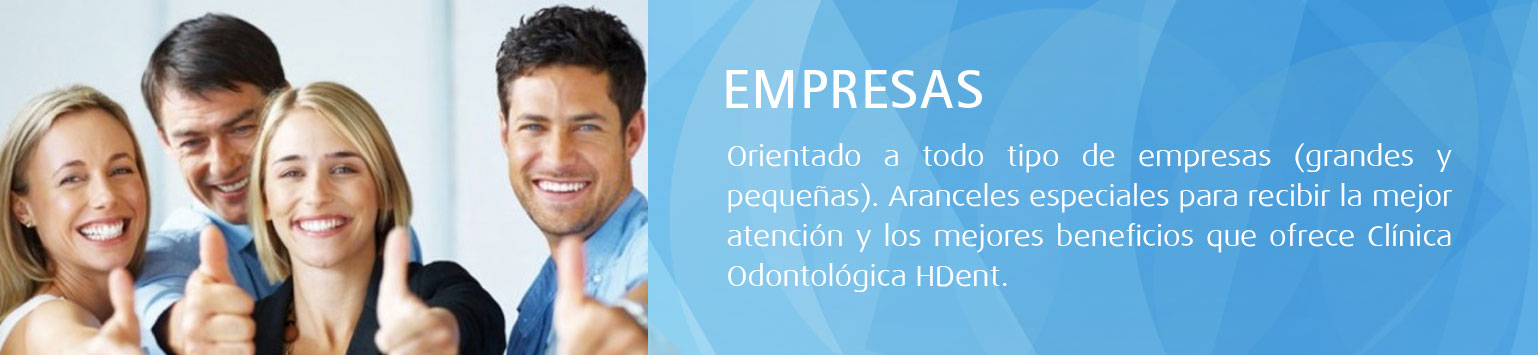 EMPRESAS
Orientado a todo tipo de empresas (grandes y
pequeñas). Aranceles especiales para recibir la mejor
atención y los mejores beneficios que ofrece Clínica
Odontológica HDent.